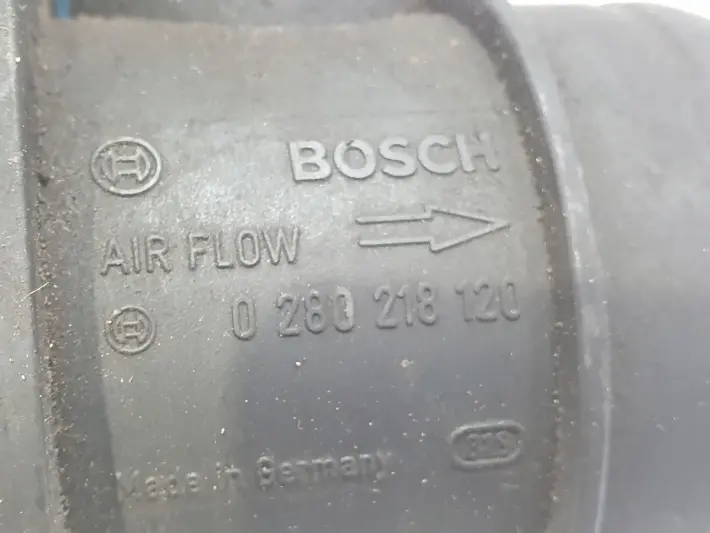 BOSCH
AIR FLOW
0 280 218 120
Made in Germany